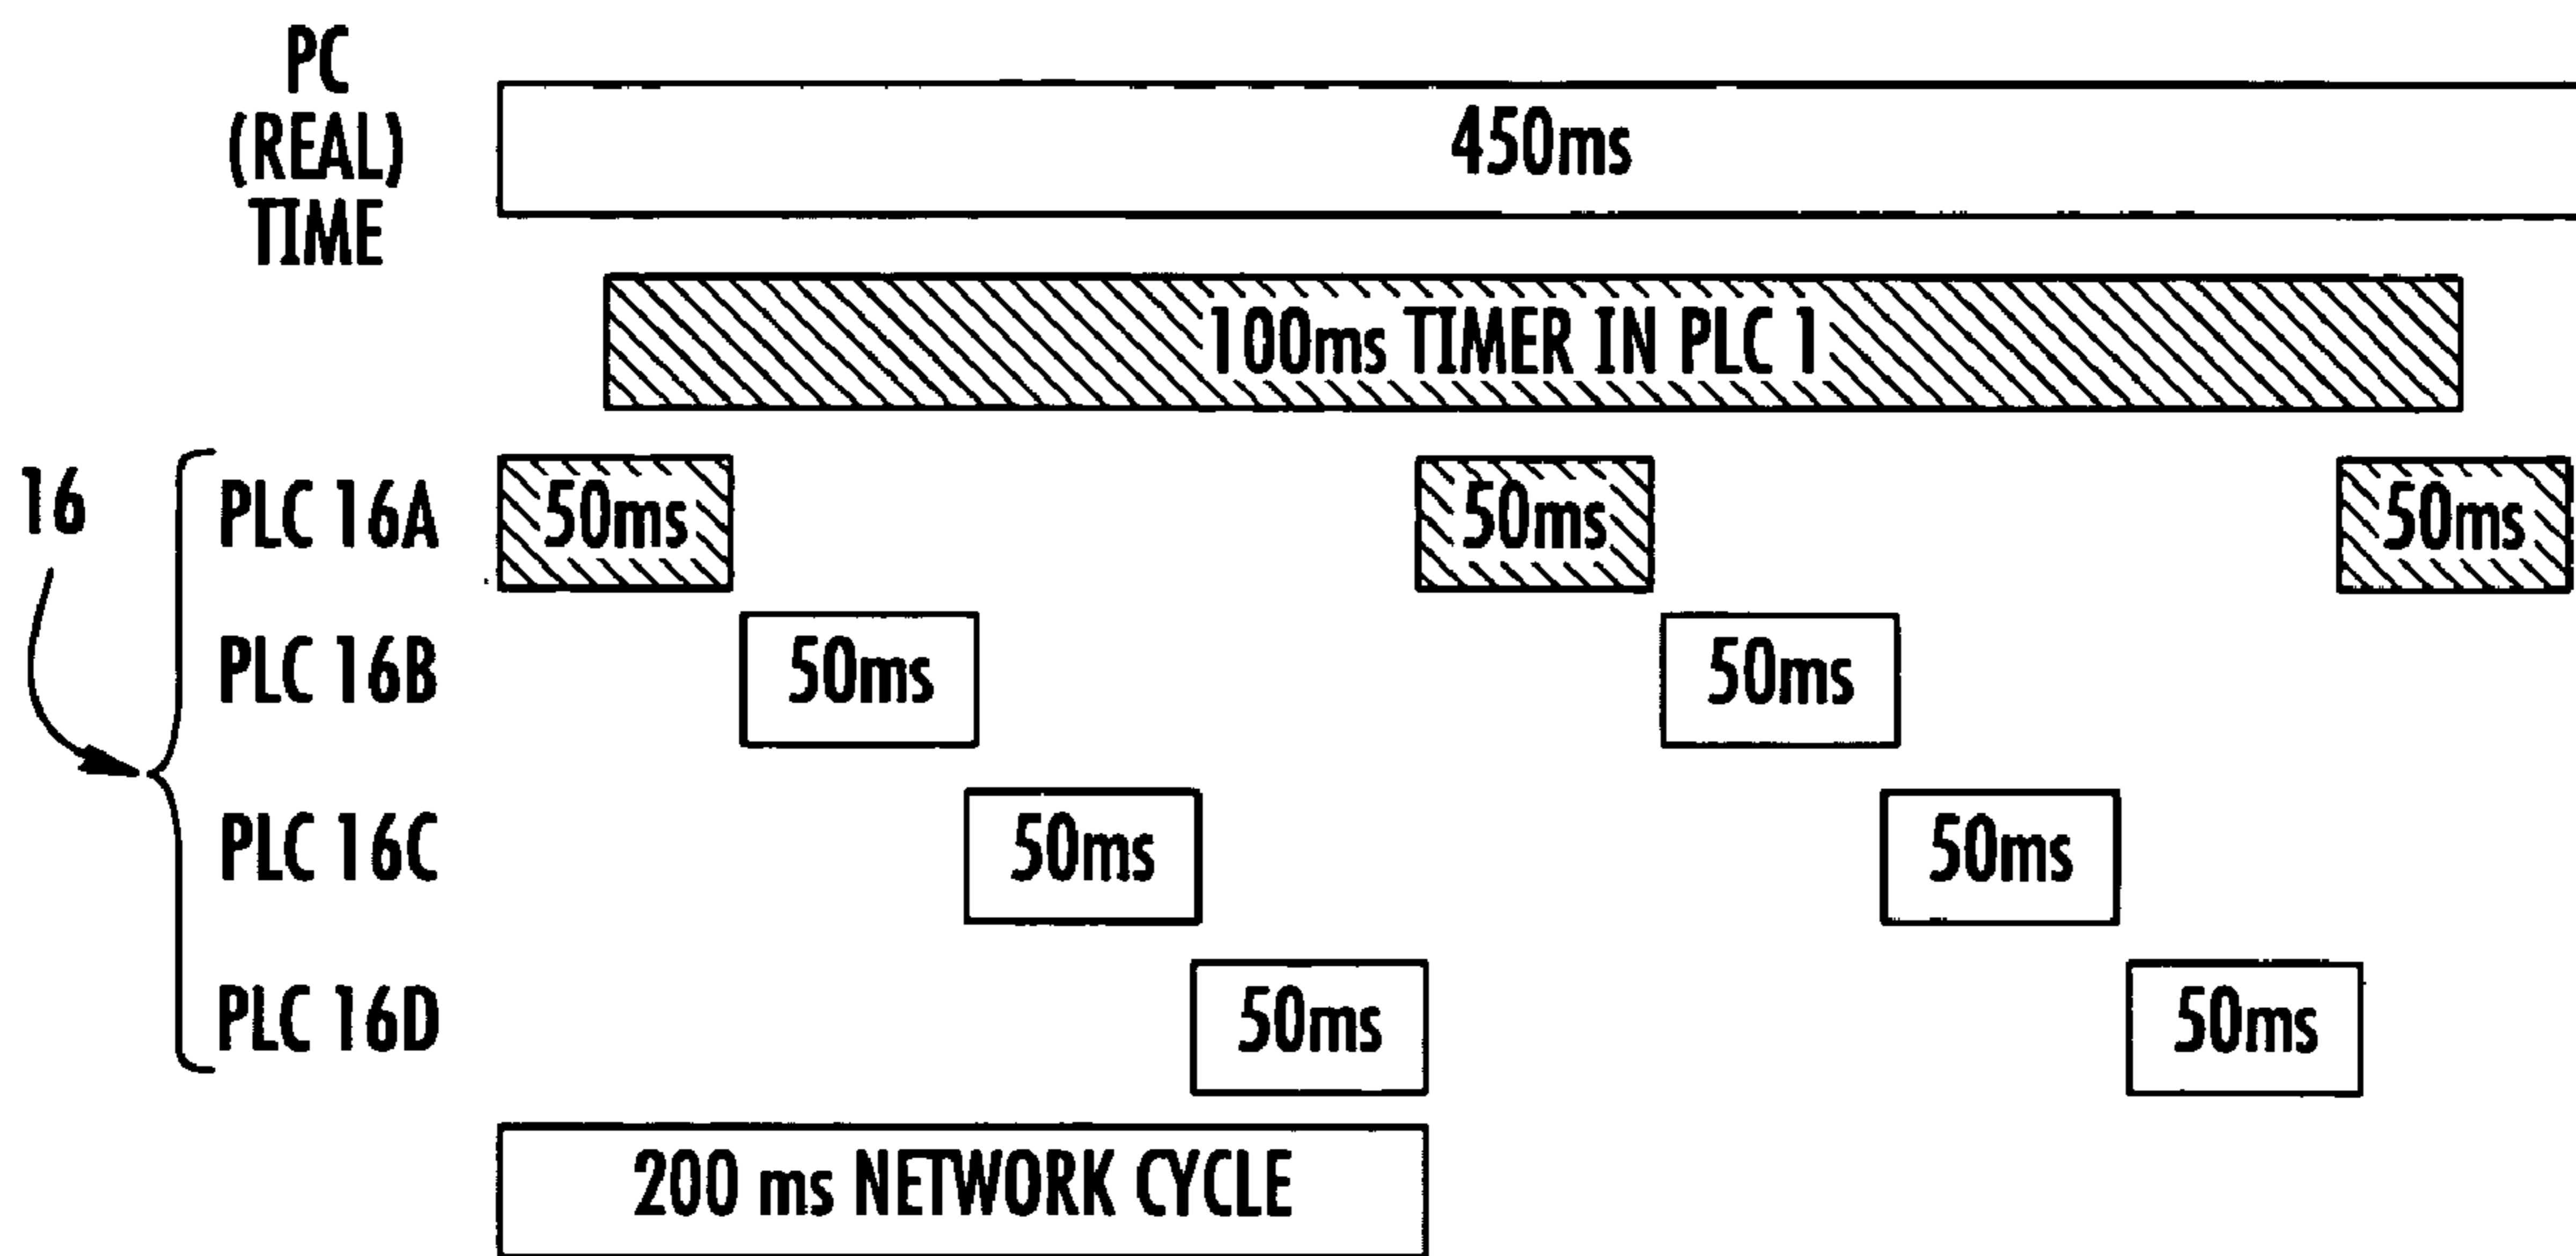 PC
(REAL)
TIME
450ms
100ms TIMER IN PLC 1
16
PLC 16A 50ms 50ms 50ms
PLC 16B 50ms 50ms
PLC 16C 50ms 50ms
PLC 16D 50ms 50ms
200 ms NETWORK CYCLE